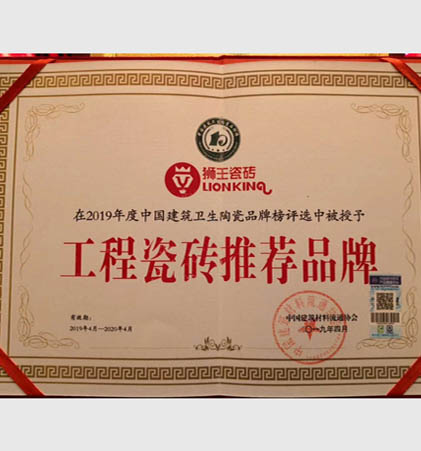 狮王瓷砖
LIONKING
在2019年度中国建筑卫生陶瓷品牌榜评选中被授予
工程瓷砖推荐品牌
有效期：
2019年4月—2020年4月
中国建筑材料流通协会
二〇一九年四月